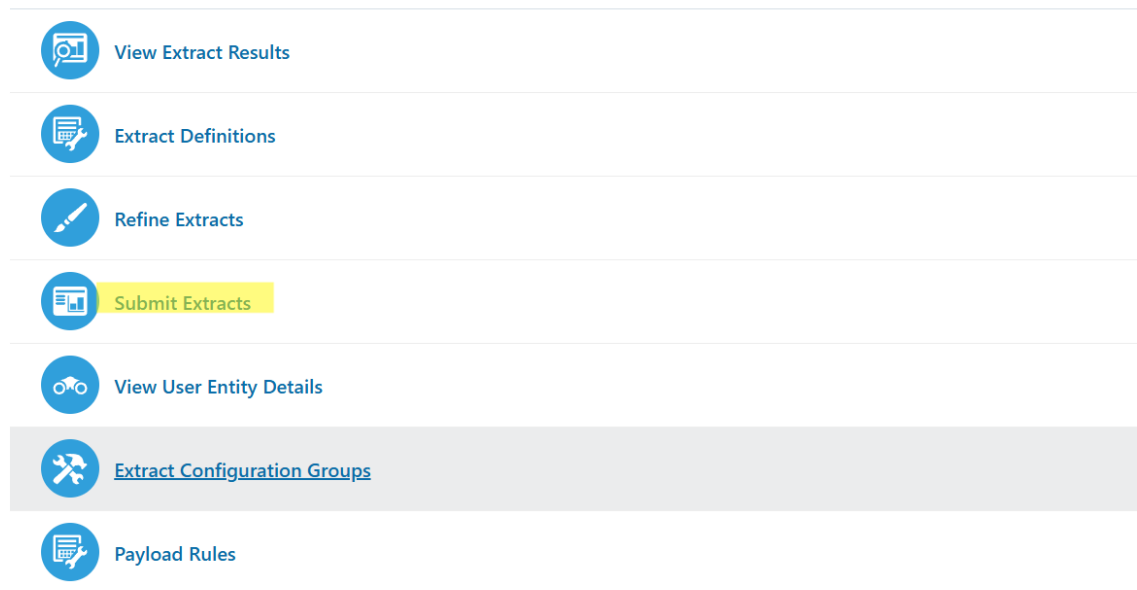 View Extract Results
Extract Definitions
Refine Extracts
Submit Extracts
View User Entity Details
Extract Configuration Groups
Payload Rules